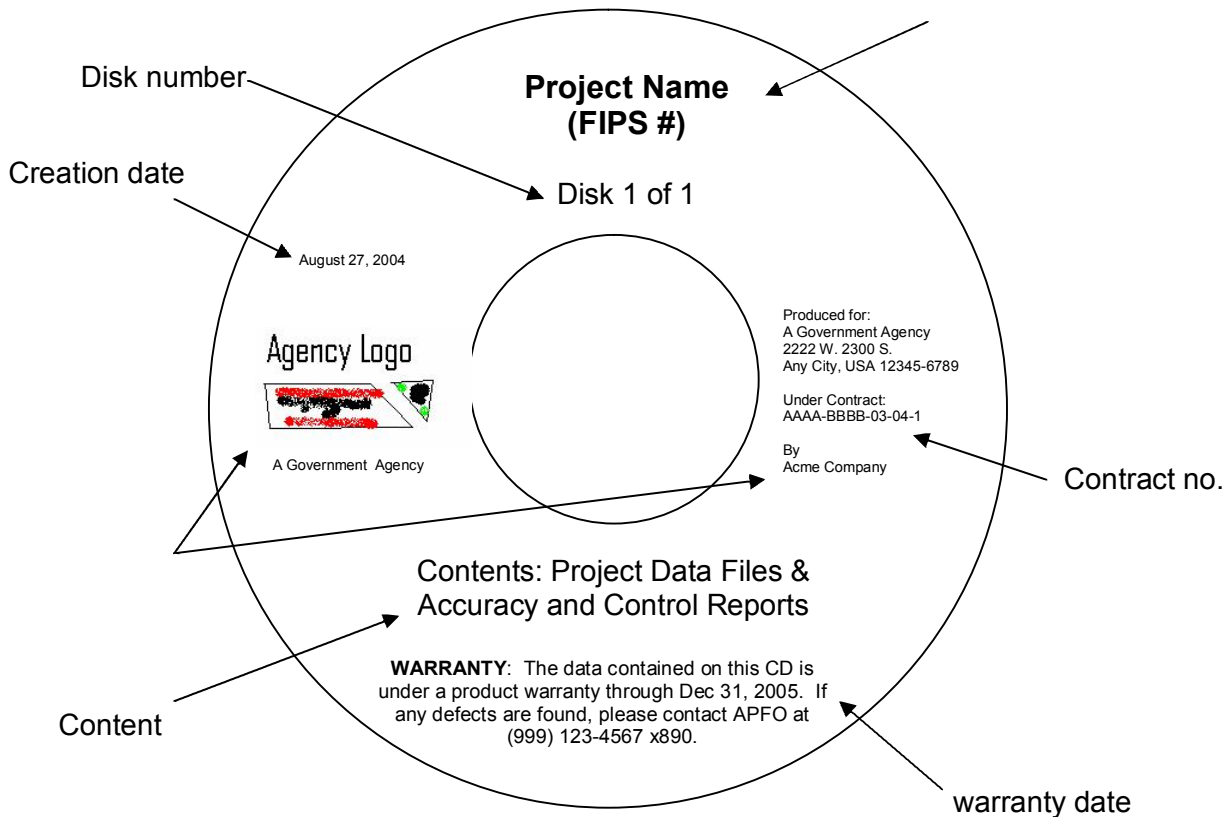 Disk number
Project Name
(FIPS #)
Creation date
Disk 1 of 1
August 27, 2004
Agency Logo
A Government Agency
Produced for:
A Government Agency
2222 W. 2300 S.
Any City, USA 12345-6789
Under Contract:
AAAA-BBBB-03-04-1
By
Acme Company
Contract no.
Contents: Project Data Files &
Accuracy and Control Reports
WARRANTY: The data contained on this CD is
under a product warranty through Dec 31, 2005. If
any defects are found, please contact APFO at
(999) 123-4567 x890.
Content
warranty date